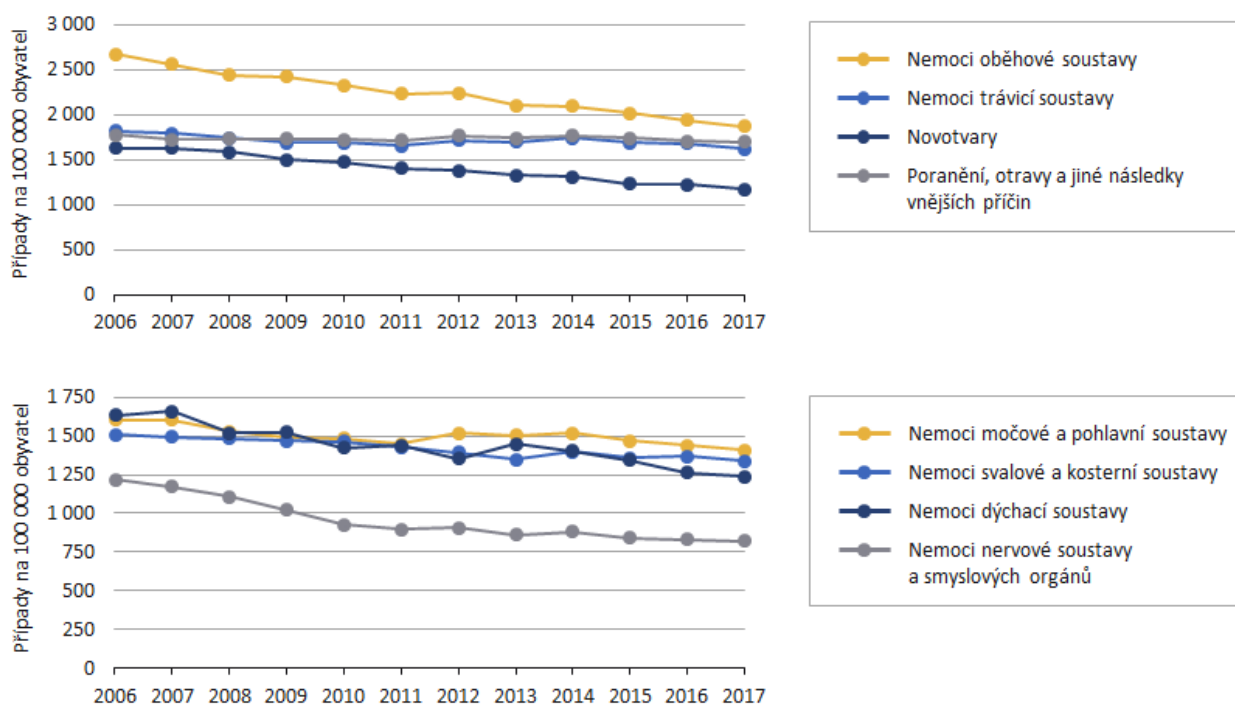 Případy na 100 000 obyvatel
3 000
2 500
2 000
1 500
1 000
500
0
2006 2007 2008 2009 2010 2011 2012 2013 2014 2015 2016 2017
Nemoci oběhové soustavy
Nemoci trávicí soustavy
Novotvary
Poranění, otravy a jiné následky
vnějších příčin
Případy na 100 000 obyvatel
1 750
1 500
1 250
1 000
750
500
250
0
2006 2007 2008 2009 2010 2011 2012 2013 2014 2015 2016 2017
Nemoci močové a pohlavní soustavy
Nemoci svalové a kosterní soustavy
Nemoci dýchací soustavy
Nemoci nervové soustavy
a smyslových orgánů